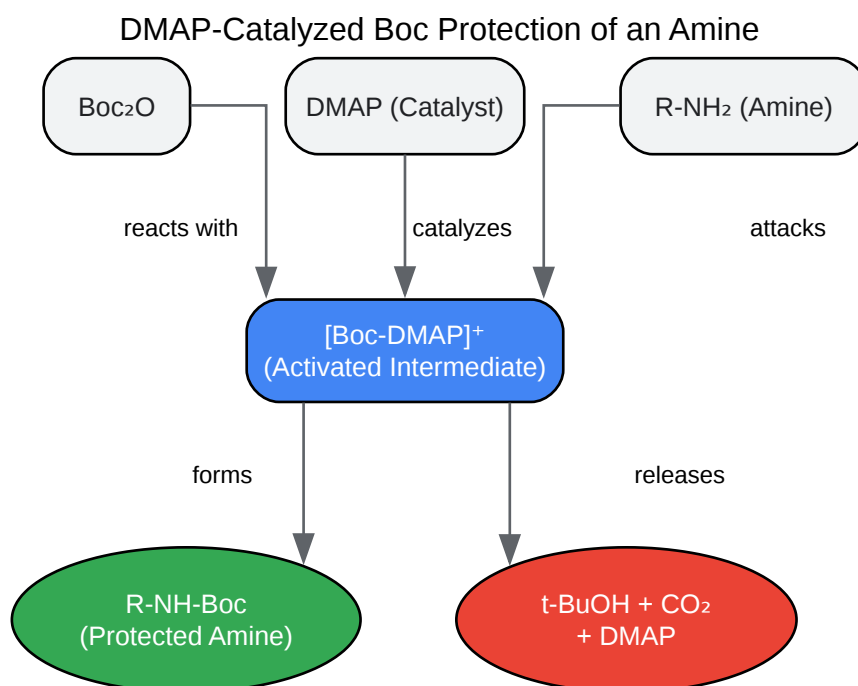 DMAP-Catalyzed Boc Protection of an Amine
Boc₂O
DMAP (Catalyst)
R-NH₂ (Amine)
reacts with
catalyzes
attacks
[Boc-DMAP]⁺
(Activated Intermediate)
forms
releases
R-NH-Boc
(Protected Amine)
t-BuOH + CO₂
+ DMAP